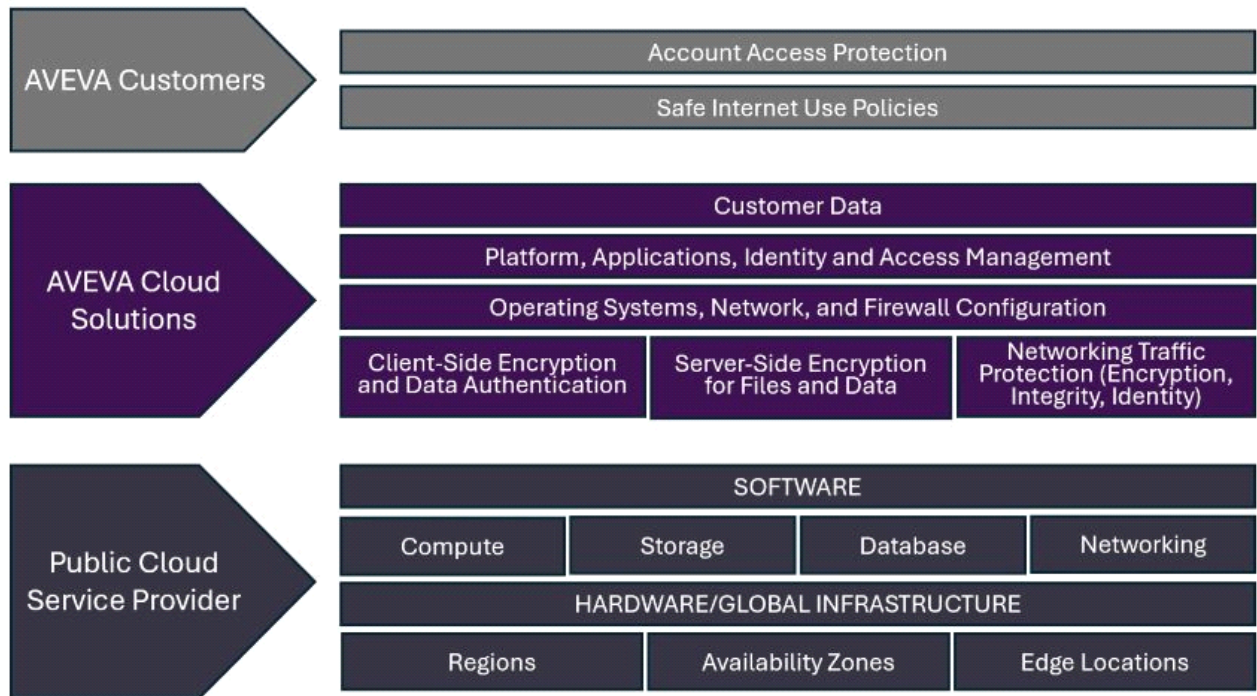 AVEVA Customers
Account Access Protection
Safe Internet Use Policies
AVEVA Cloud
Solutions
Customer Data
Platform, Applications, Identity and Access Management
Operating Systems, Network, and Firewall Configuration
Client-Side Encryption
and Data Authentication
Server-Side Encryption
for Files and Data
Networking Traffic
Protection (Encryption,
Integrity, Identity)
Public Cloud
Service Provider
SOFTWARE
Compute
Storage
Database
Networking
HARDWARE/GLOBAL INFRASTRUCTURE
Regions
Availability Zones
Edge Locations